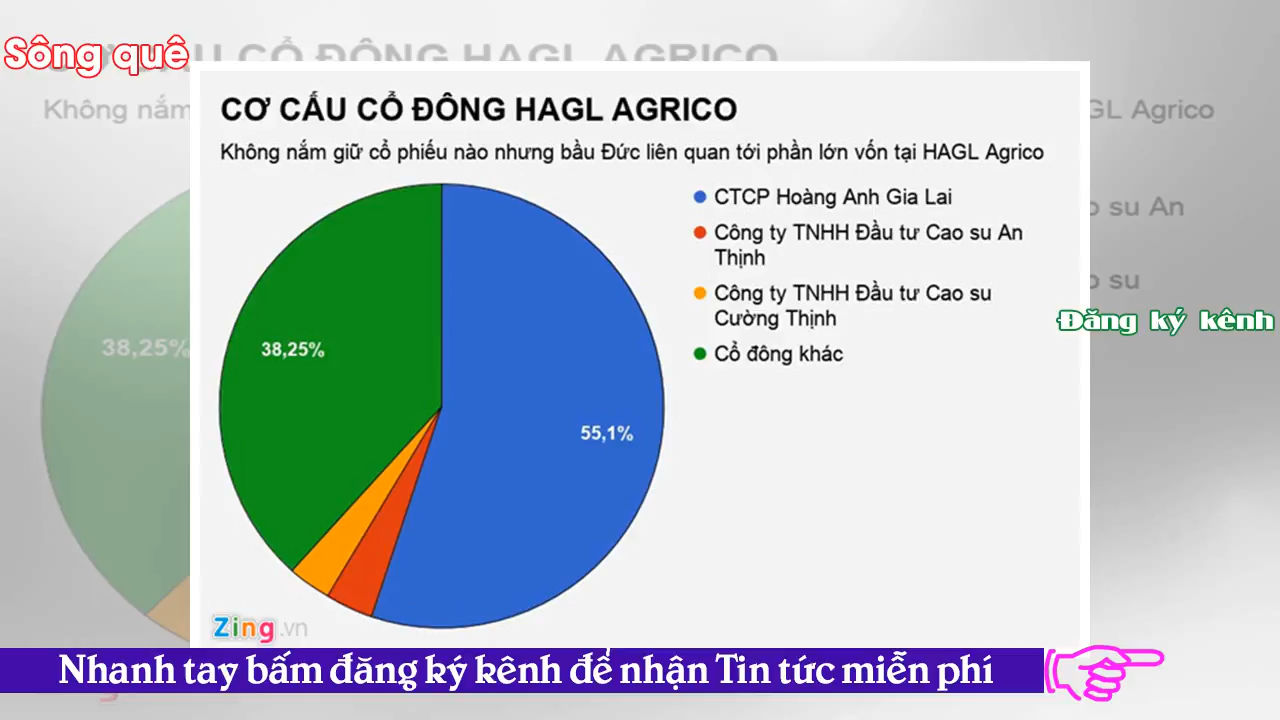 Sông quê
CƠ CẤU CỔ ĐÔNG HAGL AGRICO
Không nắm giữ cổ phiếu nào nhưng bầu Đức liên quan tới phần lớn vốn tại HAGL Agrico
CTCP Hoàng Anh Gia Lai
Công ty TNHH Đầu tư Cao su An
Thịnh
Công ty TNHH Đầu tư Cao su
Cường Thịnh
Cổ đông khác
Đăng ký kênh
38,25%
55,1%
Zing.vn
Nhanh tay bấm đăng ký kênh để nhận Tin tức miễn phí